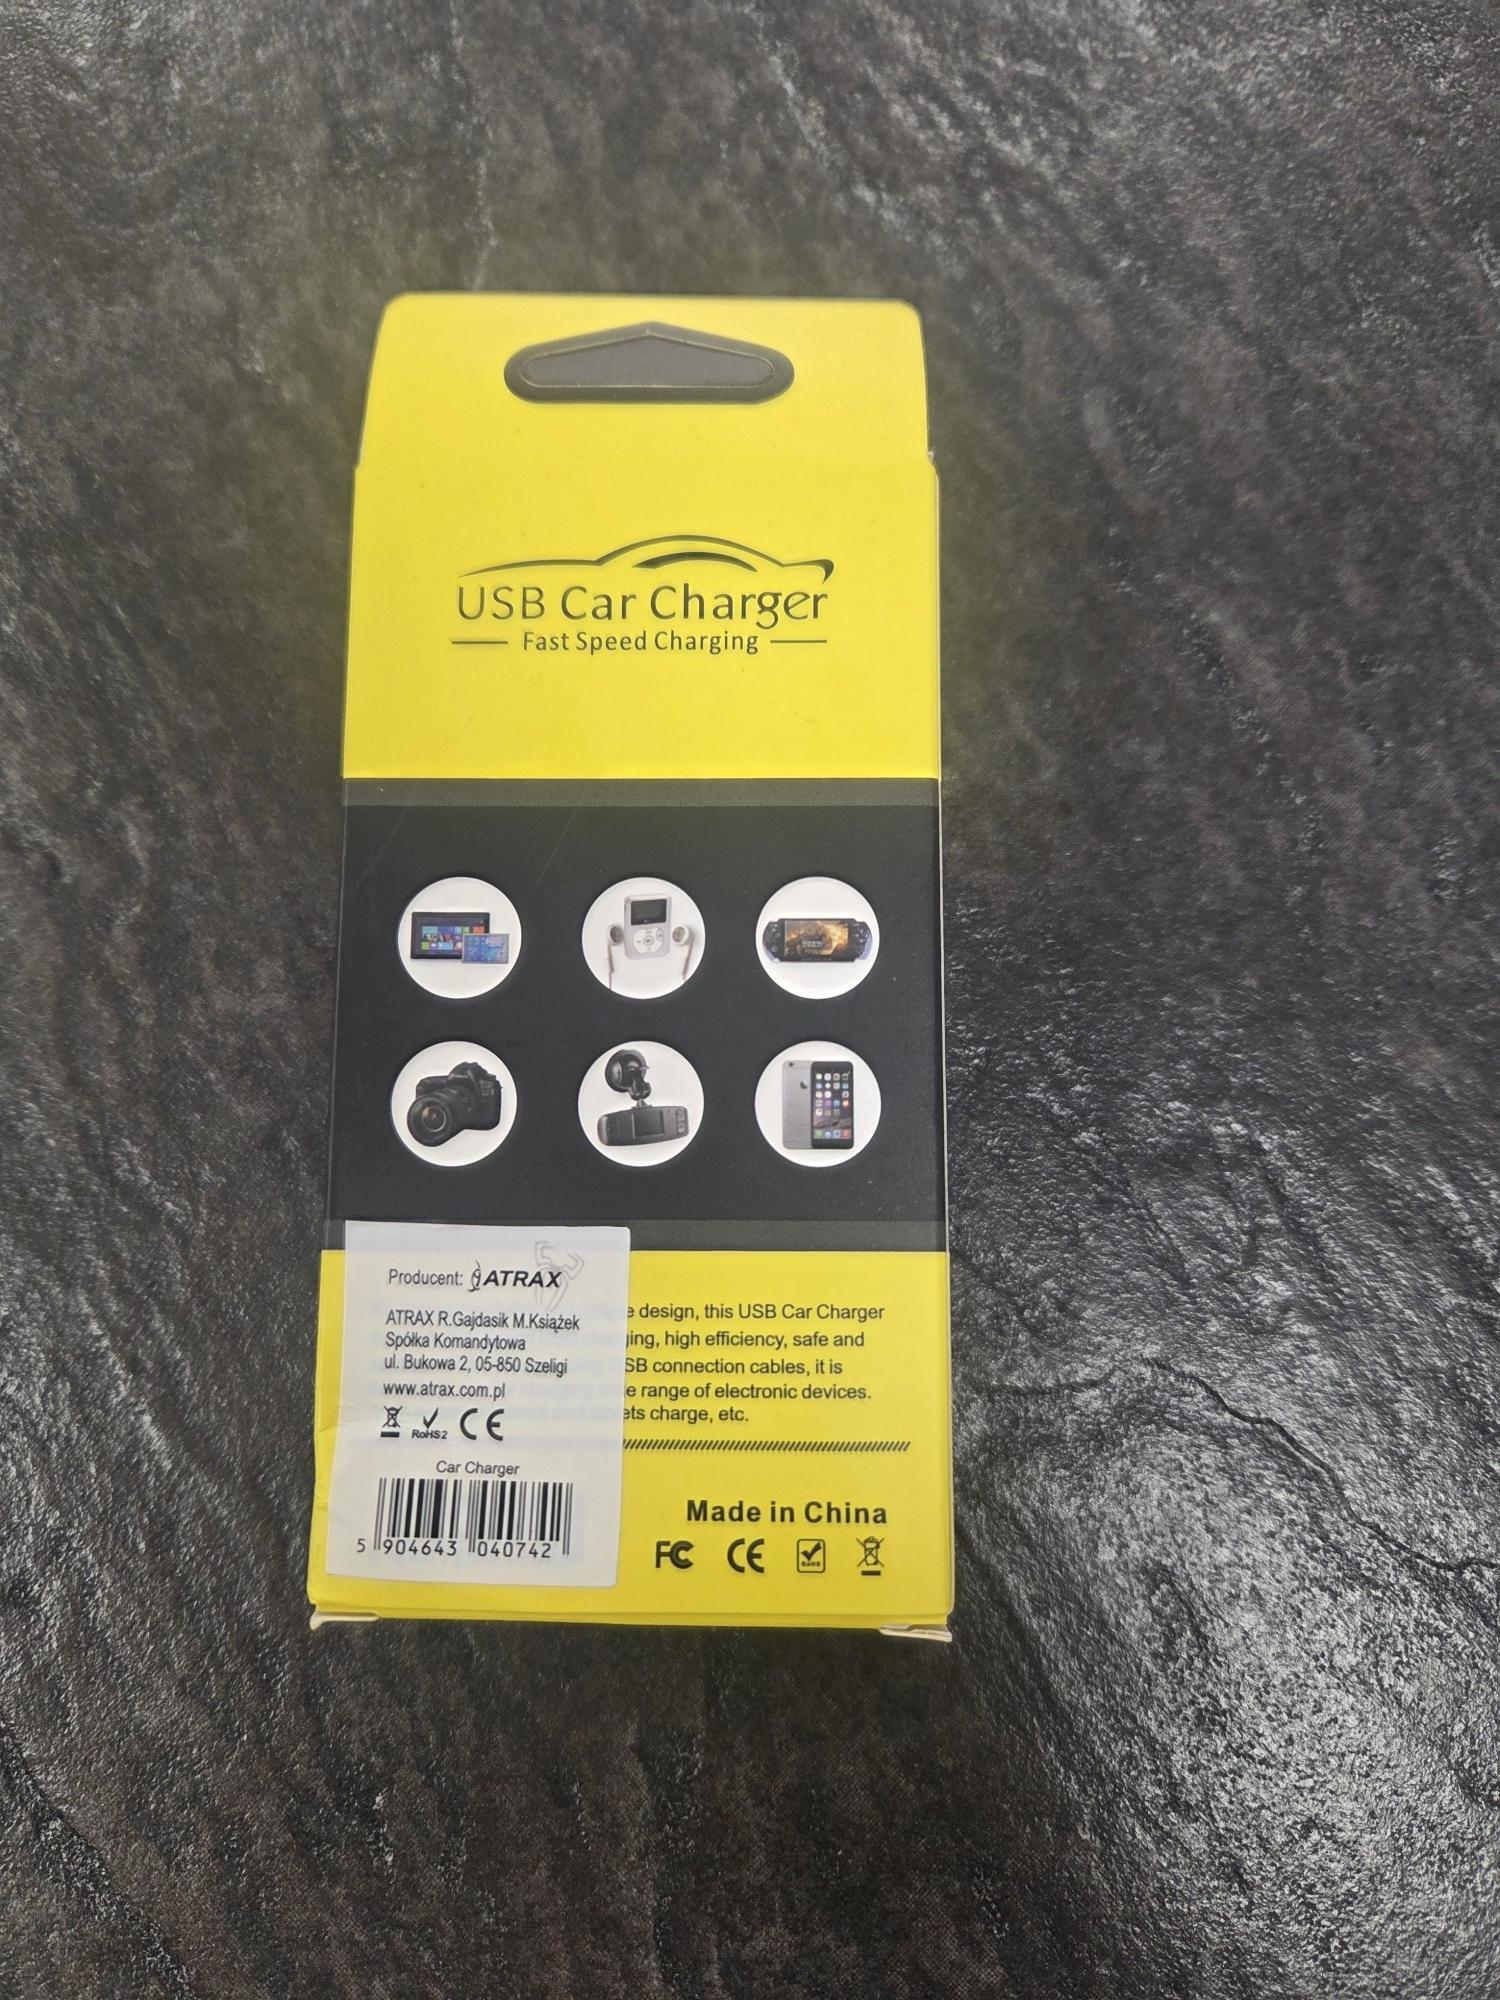 USB Car Charger
Fast Speed Charging
Producent: ATRAX
ATRAX R.Gajdasik M.Książek
Spółka Komandytowa
ul. Bukowa 2, 05-850 Szeligi
www.atrax.com.pl
RoHS2 CE
Car Charger
5 904643 040742
design, this USB Car Charger
ging, high efficiency, safe and
USB connection cables, it is
e range of electronic devices.
ets charge, etc.
Made in China
FC CE RoHS